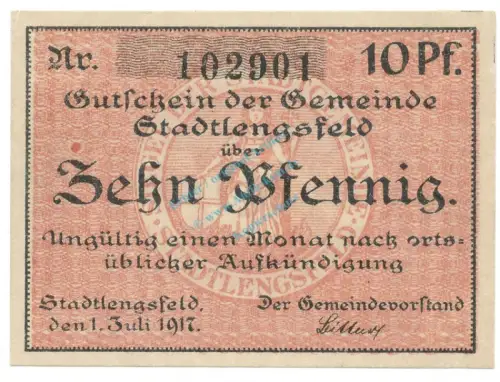 Nr. 102901 10 Pf.
Gutschein der Gemeinde
Stadtlengsfeld
über
Zehn Pfennig.
Ungültig einen Monat nach orts-
üblicher Aufkündigung
Stadtlengsfeld, Der Gemeindevorstand
den 1. Juli 1917.